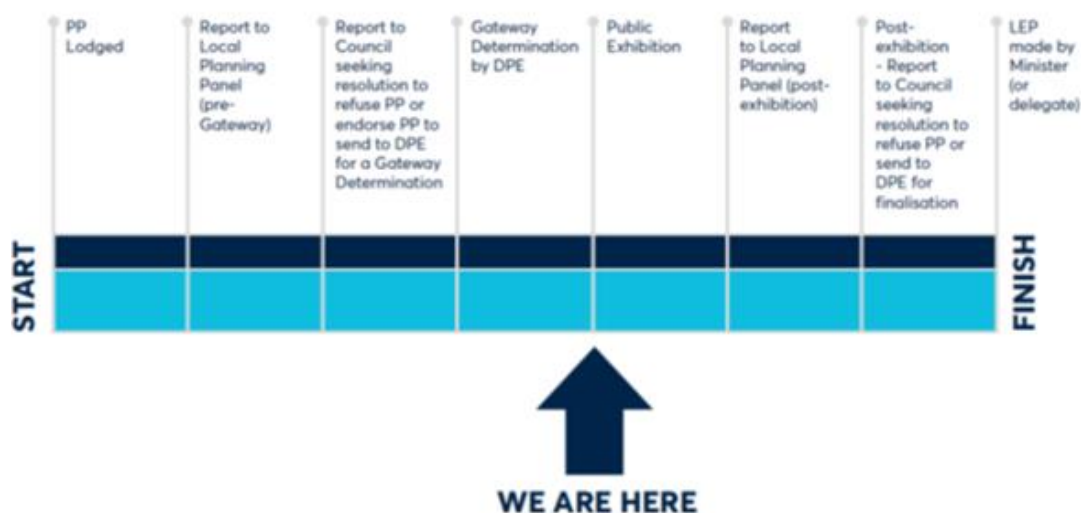 PP
Lodged
Report to
Local
Planning
Panel
(pre-
Gateway)
Report to
Council
seeking
resolution to
refuse PP or
endorse PP to
send to DPE
for a Gateway
Determination
Gateway
Determination
by DPE
Public
Exhibition
Report
to Local
Planning
Panel (post-
exhibition)
Post-
exhibition
- Report
to Council
seeking
resolution to
refuse PP or
send to
DPE for
finalisation
LEP
made by
Minister
(or
delegate)
START
FINISH
WE ARE HERE